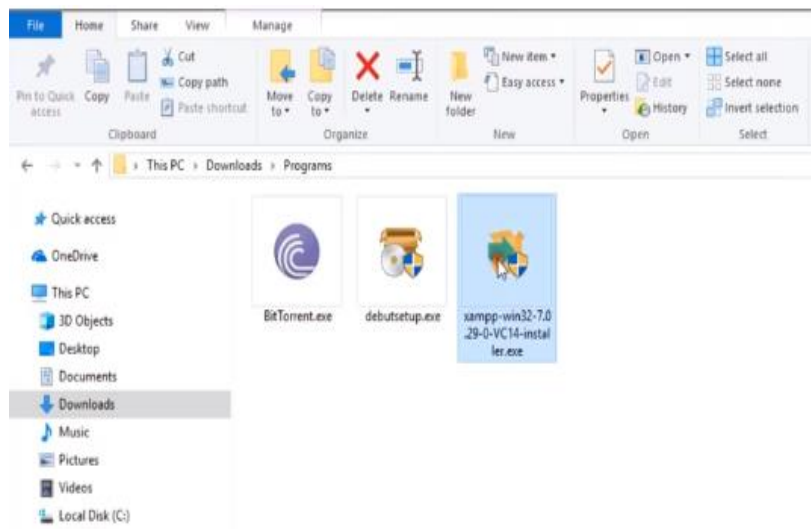 File Home Share View Manage
Pin to Quick access
Copy
Paste
Cut
Copy path
Paste shortcut
Clipboard
Move to
Copy to
Delete
Rename
Organize
New folder
New item
Easy access
New
Properties
Open
Edit
History
Open
Select all
Select none
Invert selection
Select
This PC › Downloads › Programs
Quick access
OneDrive
This PC
3D Objects
Desktop
Documents
Downloads
Music
Pictures
Videos
Local Disk (C:)
BitTorrent.exe
debutsetup.exe
xampp-win32-7.0
.29-0-VC14-instal
ler.exe